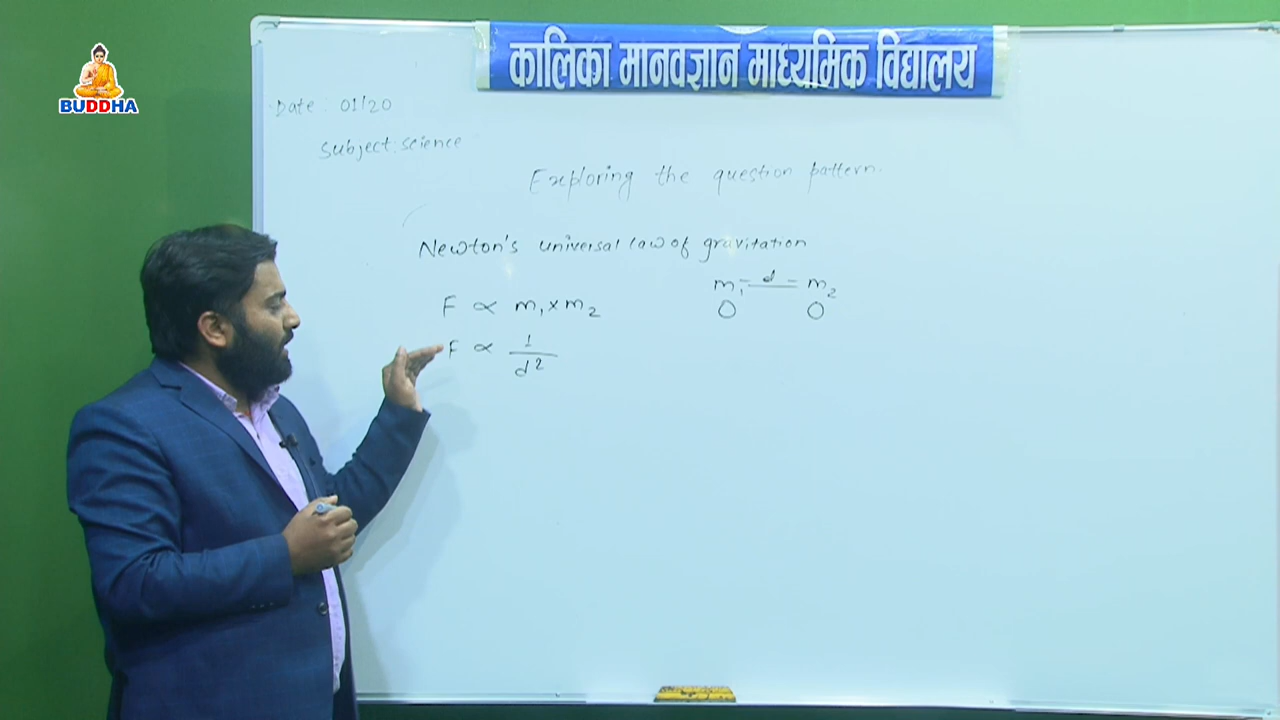 BUDDHA
कालिका मानवज्ञान माध्यमिक विद्यालय
Date: 01/20
Subject: science
Exploring the question pattern.
Newton's universal law of gravitation
m₁ — d — m₂
F ∝ m₁ × m₂
F ∝ 1/d²